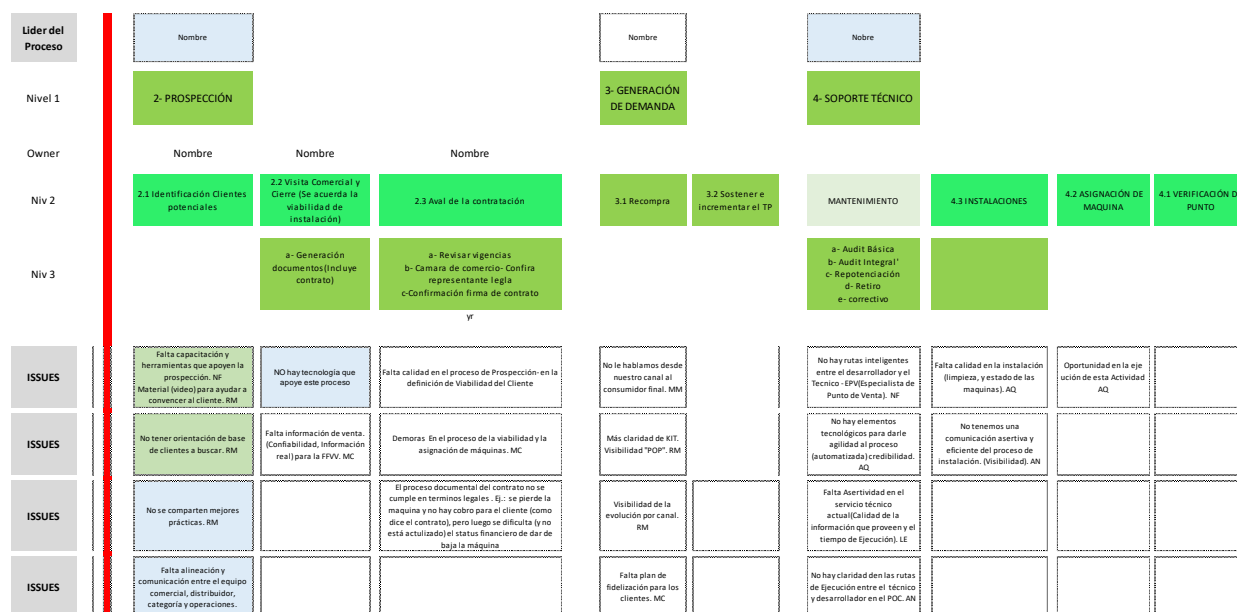 Lider del
Proceso
Nombre
Nombre
Nobre
Nivel 1
2- PROSPECCIÓN
3- GENERACIÓN
DE DEMANDA
4- SOPORTE TÉCNICO
Owner
Nombre
Nombre
Nombre
Niv 2
2.1 Identificación Clientes
potenciales
2.2 Visita Comercial y
Cierre (Se acuerda la
viabilidad de
instalación)
2.3 Aval de la contratación
3.1 Recompra
3.2 Sostener e
incrementar el TP
MANTENIMIENTO
4.3 INSTALACIONES
4.2 ASIGNACIÓN DE
MAQUINA
4.1 VERIFICACIÓN D
PUNTO
Niv 3
a- Generación
documentos(Incluye
contrato)
a- Revisar vigencias
b- Camara de comercio- Confira
representante legla
c-Confirmación firma de contrato
yr
a- Audit Básica
b- Audit Integral'
c- Repotenciación
d- Retiro
e- correctivo
ISSUES
Falta capacitación y
herramientas que apoyen la
prospección. NF
Material (video) para ayudar a
convencer al cliente. RM
NO hay tecnología que
apoye este proceso
Falta calidad en el proceso de Prospección- en la
definición de Viabilidad del Cliente
No le hablamos desde
nuestro canal al
consumidor final. MM
No hay rutas inteligentes
entre el desarrollador y el
Tecnico - EPV(Especialista de
Punto de Venta). NF
Falta calidad en la instalación
(limpieza, y estado de las
maquinas). AQ
Oportunidad en la eje
ución de esta Actividad
AQ
ISSUES
No tener orientación de base
de clientes a buscar. RM
Falta información de venta.
(Confiabilidad, Información
real) para la FFVV. MC
Demoras En el proceso de la viabilidad y la
asignación de máquinas. MC
Más claridad de KIT.
Visibilidad "POP". RM
No hay elementos
tecnológicos para darle
agilidad al proceso
(automatizada) credibilidad.
AQ
No tenemos una
comunicación asertiva y
eficiente del proceso de
instalación. (Visibilidad). AN
ISSUES
No se comparten mejores
prácticas. RM
El proceso documental del contrato no se
cumple en terminos legales . Ej.: se pierde la
maquina y no hay cobro para el cliente (como
dice el contrato), pero luego se dificulta (y no
está actulizado) el status financiero de dar de
baja la máquina
Visibilidad de la
evolución por canal.
RM
Falta Asertividad en el
servicio técnico
actual(Calidad de la
información que proveen y el
tiempo de Ejecución). LE
ISSUES
Falta alineación y
comunicación entre el equipo
comercial, distribuidor,
categoría y operaciones.
Falta plan de
fidelización para los
clientes. MC
No hay claridad den las rutas
de Ejecución entre el técnico
y desarrollador en el POC. AN